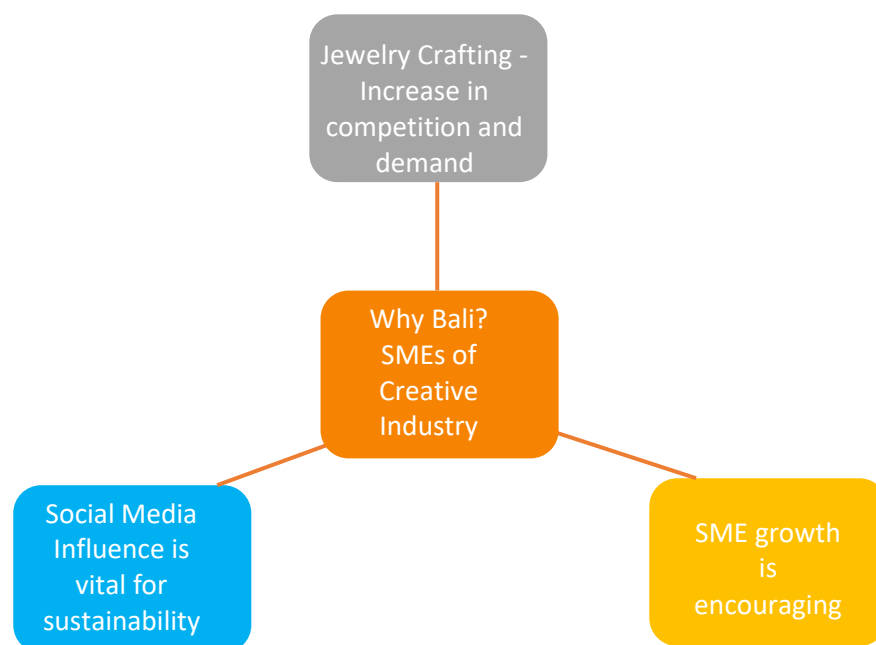 Jewelry Crafting -
Increase in
competition and
demand
Why Bali?
SMEs of
Creative
Industry
Social Media
Influence is
vital for
sustainability
SME growth
is
encouraging